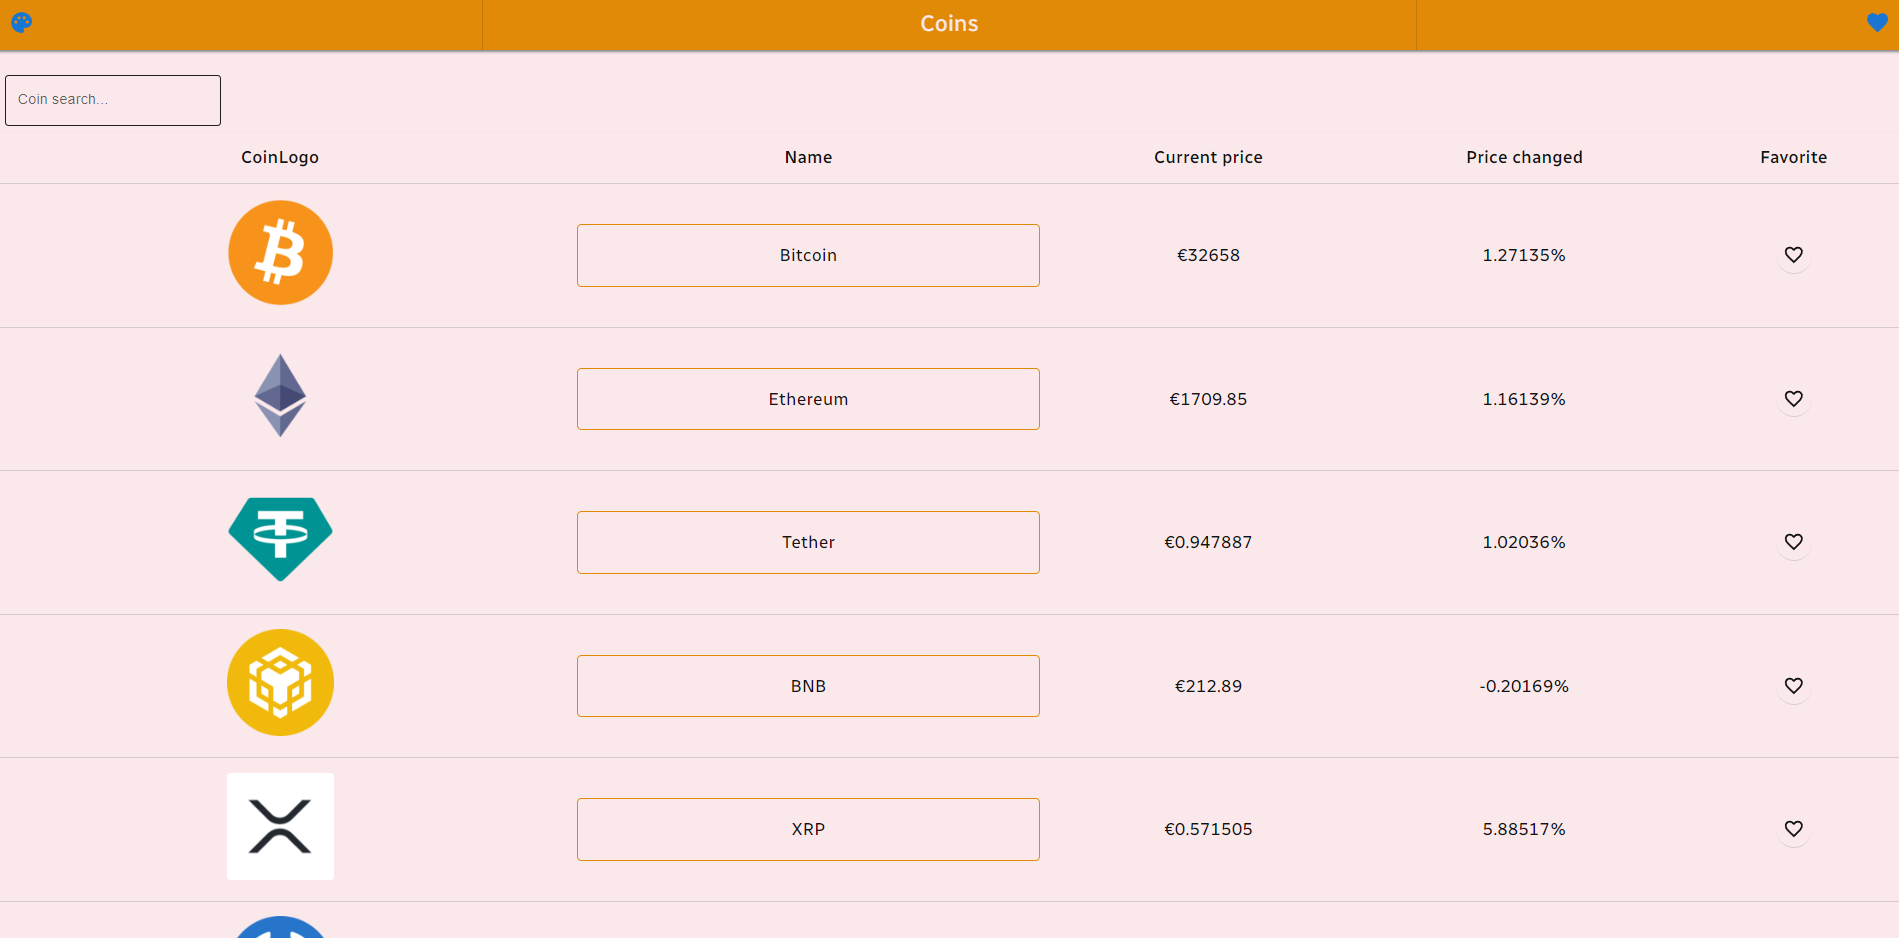 Coins
Coin search...
CoinLogo Name Current price Price changed Favorite
Bitcoin €32658 1.27135%
Ethereum €1709.85 1.16139%
Tether €0.947887 1.02036%
BNB €212.89 -0.20169%
XRP €0.571505 5.88517%